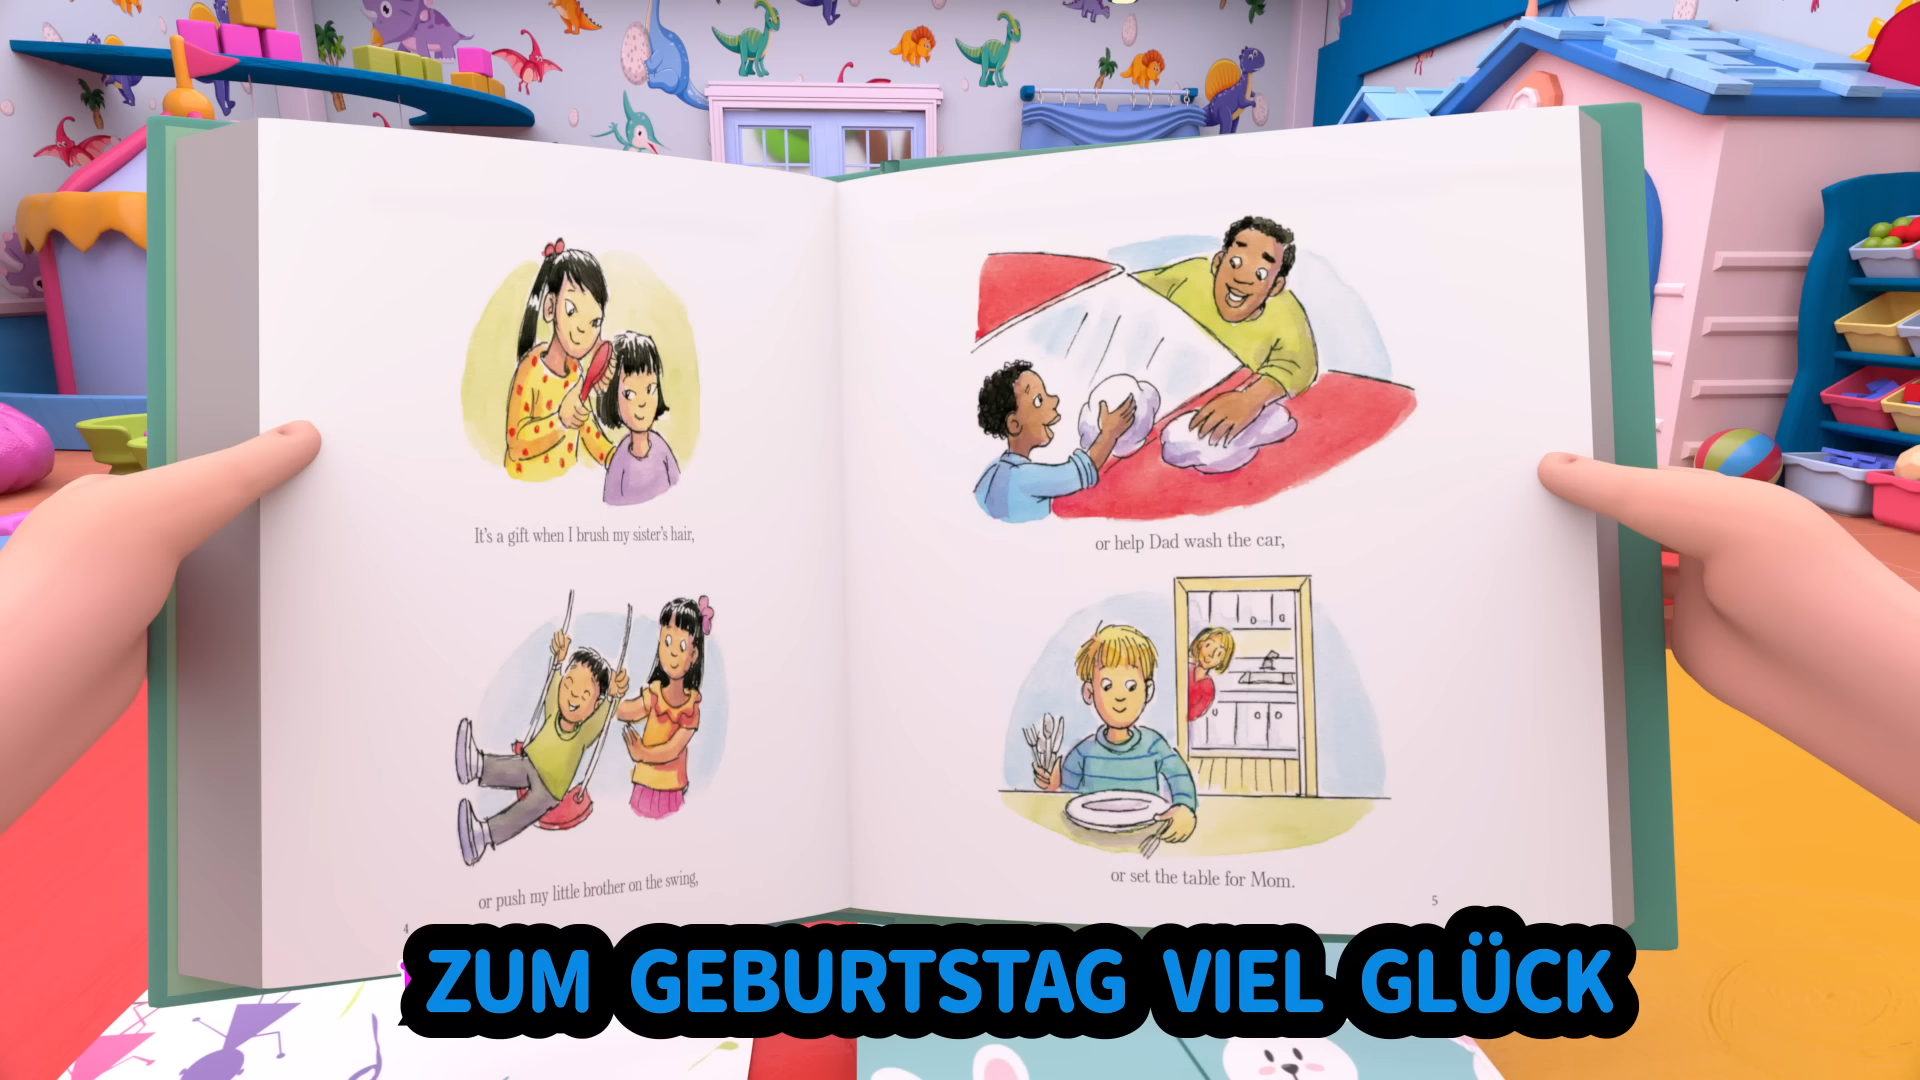 It's a gift when I brush my sister's hair,
or push my little brother on the swing,
4
or help Dad wash the car,
or set the table for Mom.
5
ZUM GEBURTSTAG VIEL GLÜCK